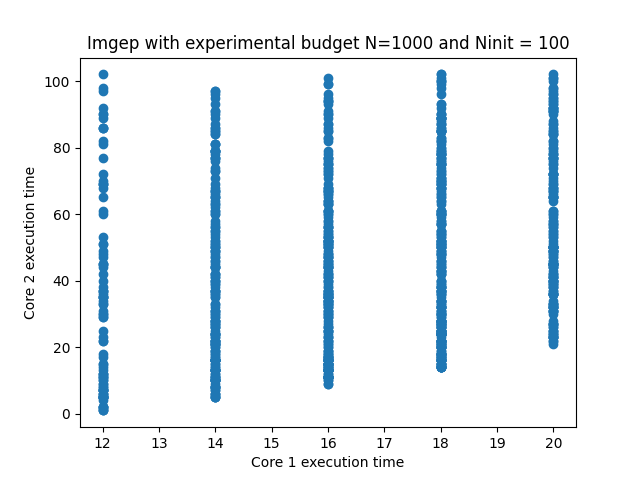 Imgep with experimental budget N=1000 and Ninit = 100
100
80
60
40
20
0
Core 2 execution time
12 13 14 15 16 17 18 19 20
Core 1 execution time